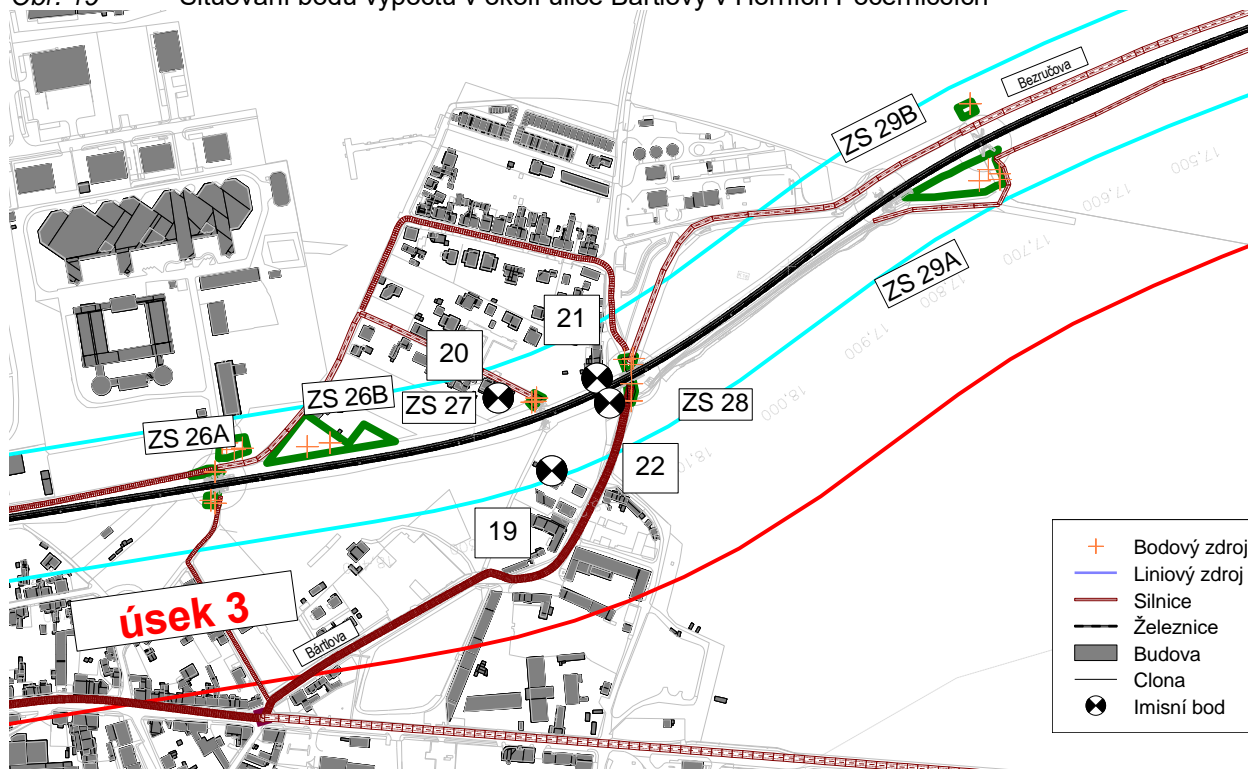 Obr. 19 Situování bodů výpočtu v okolí ulice Bártlovy v Horních Počernicích
Bezručova
ZS 29B
17,500
17,600
17,700
ZS 29A
17,800
17,900
21
20
ZS 26B
ZS 27
ZS 28
18,000
ZS 26A
22
19
úsek 3
Bártlova
Bodový zdroj
Liniový zdroj
Silnice
Železnice
Budova
Clona
Imisní bod